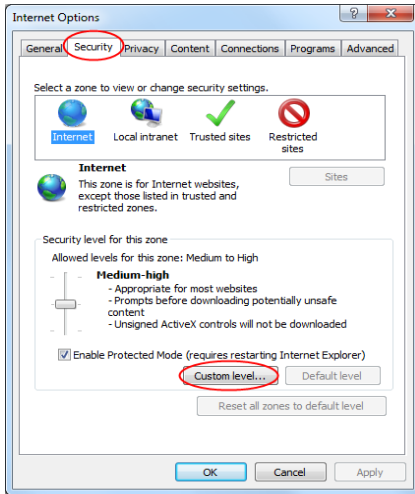 Internet Options
General Security Privacy Content Connections Programs Advanced
Select a zone to view or change security settings.
Internet Local intranet Trusted sites Restricted
sites
Internet
Sites
This zone is for Internet websites,
except those listed in trusted and
restricted zones.
Security level for this zone
Allowed levels for this zone: Medium to High
Medium-high
- Appropriate for most websites
- Prompts before downloading potentially unsafe
content
- Unsigned ActiveX controls will not be downloaded
Enable Protected Mode (requires restarting Internet Explorer)
Custom level... Default level
Reset all zones to default level
OK Cancel Apply